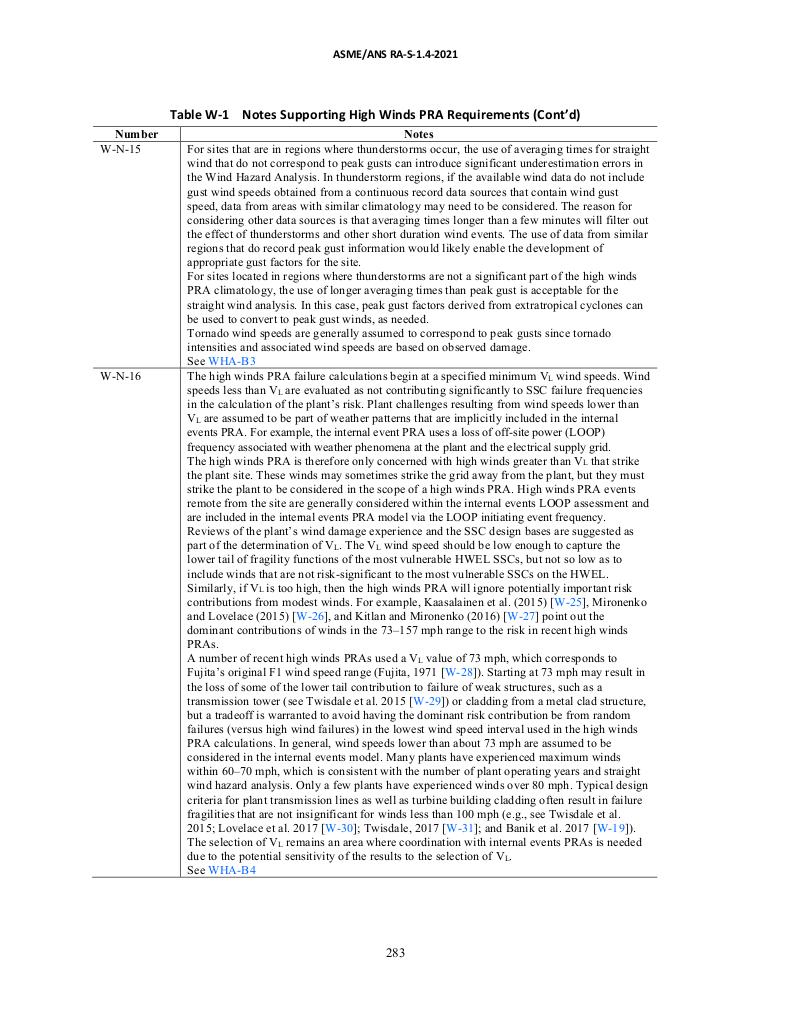 ASME/ANS RA-S-1.4-2021
Table W-1 Notes Supporting High Winds PRA Requirements (Cont'd)
Number Notes
W-N-15 For sites that are in regions where thunderstorms occur, the use of averaging times for straight
wind that do not correspond to peak gusts can introduce significant underestimation errors in
the Wind Hazard Analysis. In thunderstorm regions, if the available wind data do not include
gust wind speeds obtained from a continuous record data sources that contain wind gust
speed, data from areas with similar climatology may need to be considered. The reason for
considering other data sources is that averaging times longer than a few minutes will filter out
the effect of thunderstorms and other short duration wind events. The use of data from similar
regions that do record peak gust information would likely enable the development of
appropriate gust factors for the site.
For sites located in regions where thunderstorms are not a significant part of the high winds
PRA climatology, the use of longer averaging times than peak gust is acceptable for the
straight wind analysis. In this case, peak gust factors derived from extratropical cyclones can
be used to convert to peak gust winds, as needed.
Tornado wind speeds are generally assumed to correspond to peak gusts since tornado
intensities and associated wind speeds are based on observed damage.
See WHA-B3
W-N-16 The high winds PRA failure calculations begin at a specified minimum VL wind speeds. Wind
speeds less than VL are evaluated as not contributing significantly to SSC failure frequencies
in the calculation of the plant's risk. Plant challenges resulting from wind speeds lower than
VL are assumed to be part of weather patterns that are implicitly included in the internal
events PRA. For example, the internal event PRA uses a loss of off-site power (LOOP)
frequency associated with weather phenomena at the plant and the electrical supply grid.
The high winds PRA is therefore only concerned with high winds greater than VL that strike
the plant site. These winds may sometimes strike the grid away from the plant, but they must
strike the plant to be considered in the scope of a high winds PRA. High winds PRA events
remote from the site are generally considered within the internal events LOOP assessment and
are included in the internal events PRA model via the LOOP initiating event frequency.
Reviews of the plant's wind damage experience and the SSC design bases are suggested as
part of the determination of VL. The VL wind speed should be low enough to capture the
lower tail of fragility functions of the most vulnerable HWEL SSCs, but not so low as to
include winds that are not risk-significant to the most vulnerable SSCs on the HWEL.
Similarly, if VL is too high, then the high winds PRA will ignore potentially important risk
contributions from modest winds. For example, Kaasalainen et al. (2015) [W-25], Mironenko
and Lovelace (2015) [W-26], and Kitlan and Mironenko (2016) [W-27] point out the
dominant contributions of winds in the 73–157 mph range to the risk in recent high winds
PRAs.
A number of recent high winds PRAs used a VL value of 73 mph, which corresponds to
Fujita's original F1 wind speed range (Fujita, 1971 [W-28]). Starting at 73 mph may result in
the loss of some of the lower tail contribution to failure of weak structures, such as a
transmission tower (see Twisdale et al. 2015 [W-29]) or cladding from a metal clad structure,
but a tradeoff is warranted to avoid having the dominant risk contribution be from random
failures (versus high wind failures) in the lowest wind speed interval used in the high winds
PRA calculations. In general, wind speeds lower than about 73 mph are assumed to be
considered in the internal events model. Many plants have experienced maximum winds
within 60–70 mph, which is consistent with the number of plant operating years and straight
wind hazard analysis. Only a few plants have experienced winds over 80 mph. Typical design
criteria for plant transmission lines as well as turbine building cladding often result in failure
fragilities that are not insignificant for winds less than 100 mph (e.g., see Twisdale et al.
2015; Lovelace et al. 2017 [W-30]; Twisdale, 2017 [W-31]; and Banik et al. 2017 [W-19]).
The selection of VL remains an area where coordination with internal events PRAs is needed
due to the potential sensitivity of the results to the selection of VL.
See WHA-B4
283